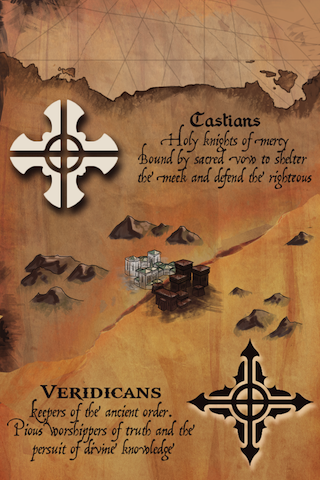 Castians
Holy knights of mercy
Bound by sacred vow to shelter
the meek and defend the righteous
VERIDICANS
keepers of the ancient order.
Pious worshippers of truth and the
persuit of divine knowledge